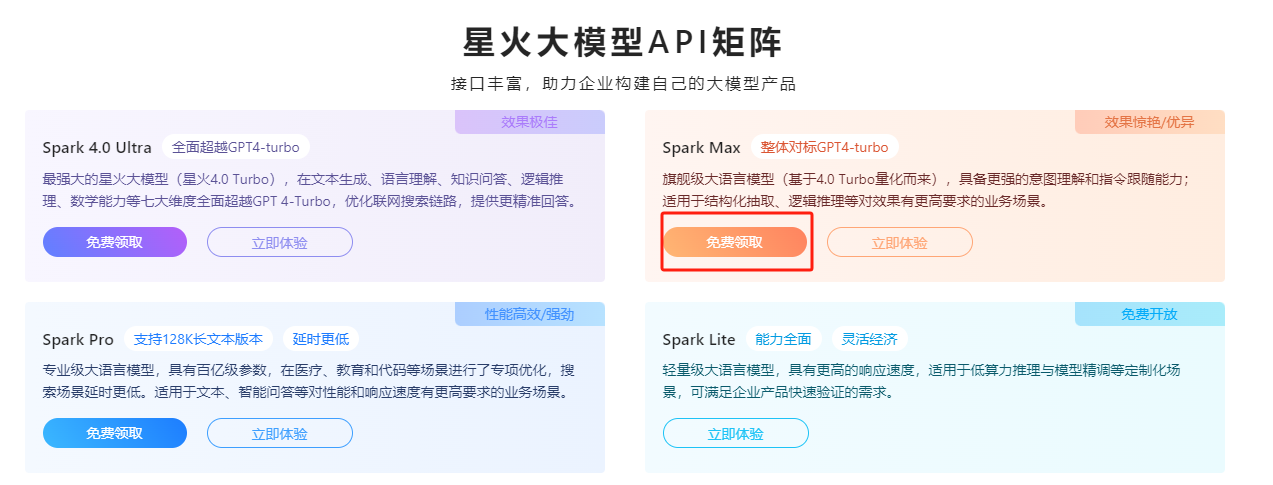 星火大模型API矩阵
接口丰富，助力企业构建自己的大模型产品
效果极佳
Spark 4.0 Ultra 全面超越GPT4-turbo
最强大的星火大模型（星火4.0 Turbo），在文本生成、语言理解、知识问答、逻辑推
理、数学能力等七大维度全面超越GPT 4-Turbo，优化联网搜索链路，提供更精准回答。
免费领取 立即体验
效果惊艳/优异
Spark Max 整体对标GPT4-turbo
旗舰级大语言模型（基于4.0 Turbo量化而来），具备更强的意图理解和指令跟随能力；
适用于结构化抽取、逻辑推理等对效果有更高要求的业务场景。
免费领取 立即体验
性能高效/强劲
Spark Pro 支持128K长文本版本 延时更低
专业级大语言模型，具有百亿级参数，在医疗、教育和代码等场景进行了专项优化，搜
索场景延时更低。适用于文本、智能问答等对性能和响应速度有更高要求的业务场景。
免费领取 立即体验
免费开放
Spark Lite 能力全面 灵活经济
轻量级大语言模型，具有更高的响应速度，适用于低算力推理与模型精调等定制化场
景，可满足企业产品快速验证的需求。
立即体验